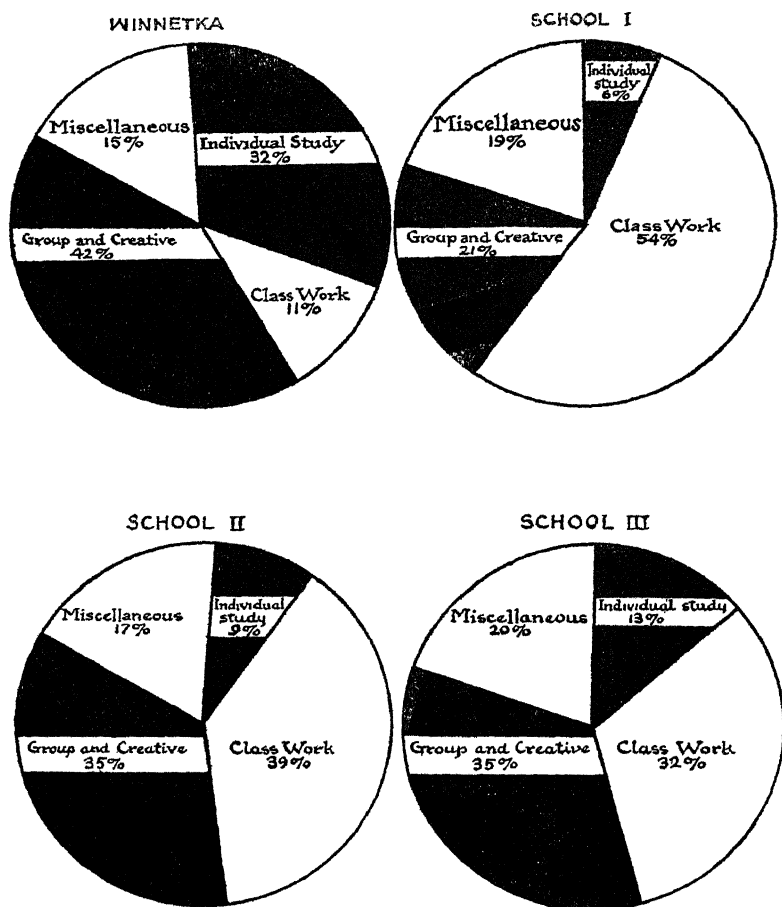 WINNETKA
Miscellaneous
15%
Individual Study
32%
Group and Creative
42%
Class Work
11%
SCHOOL I
Individual
study
6%
Miscellaneous
19%
Class Work
54%
Group and Creative
21%
SCHOOL II
Individual
study
9%
Miscellaneous
17%
Group and Creative
35%
Class Work
39%
SCHOOL III
Individual study
13%
Miscellaneous
20%
Group and Creative
35%
Class Work
32%